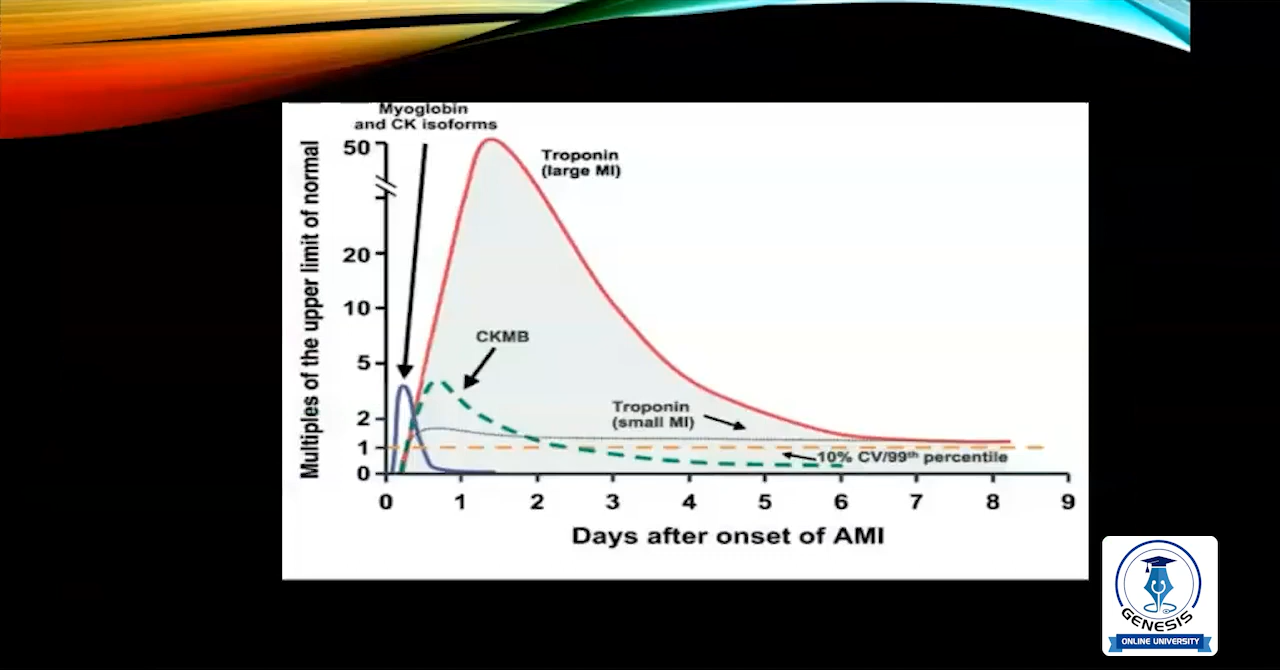 Myoglobin
and CK isoforms
Troponin
(large MI)
CKMB
Troponin
(small MI)
10% CV/99th percentile
Multiples of the upper limit of normal
50
20
10
5
2
1
0
0 1 2 3 4 5 6 7 8 9
Days after onset of AMI
GENESIS
ONLINE UNIVERSITY